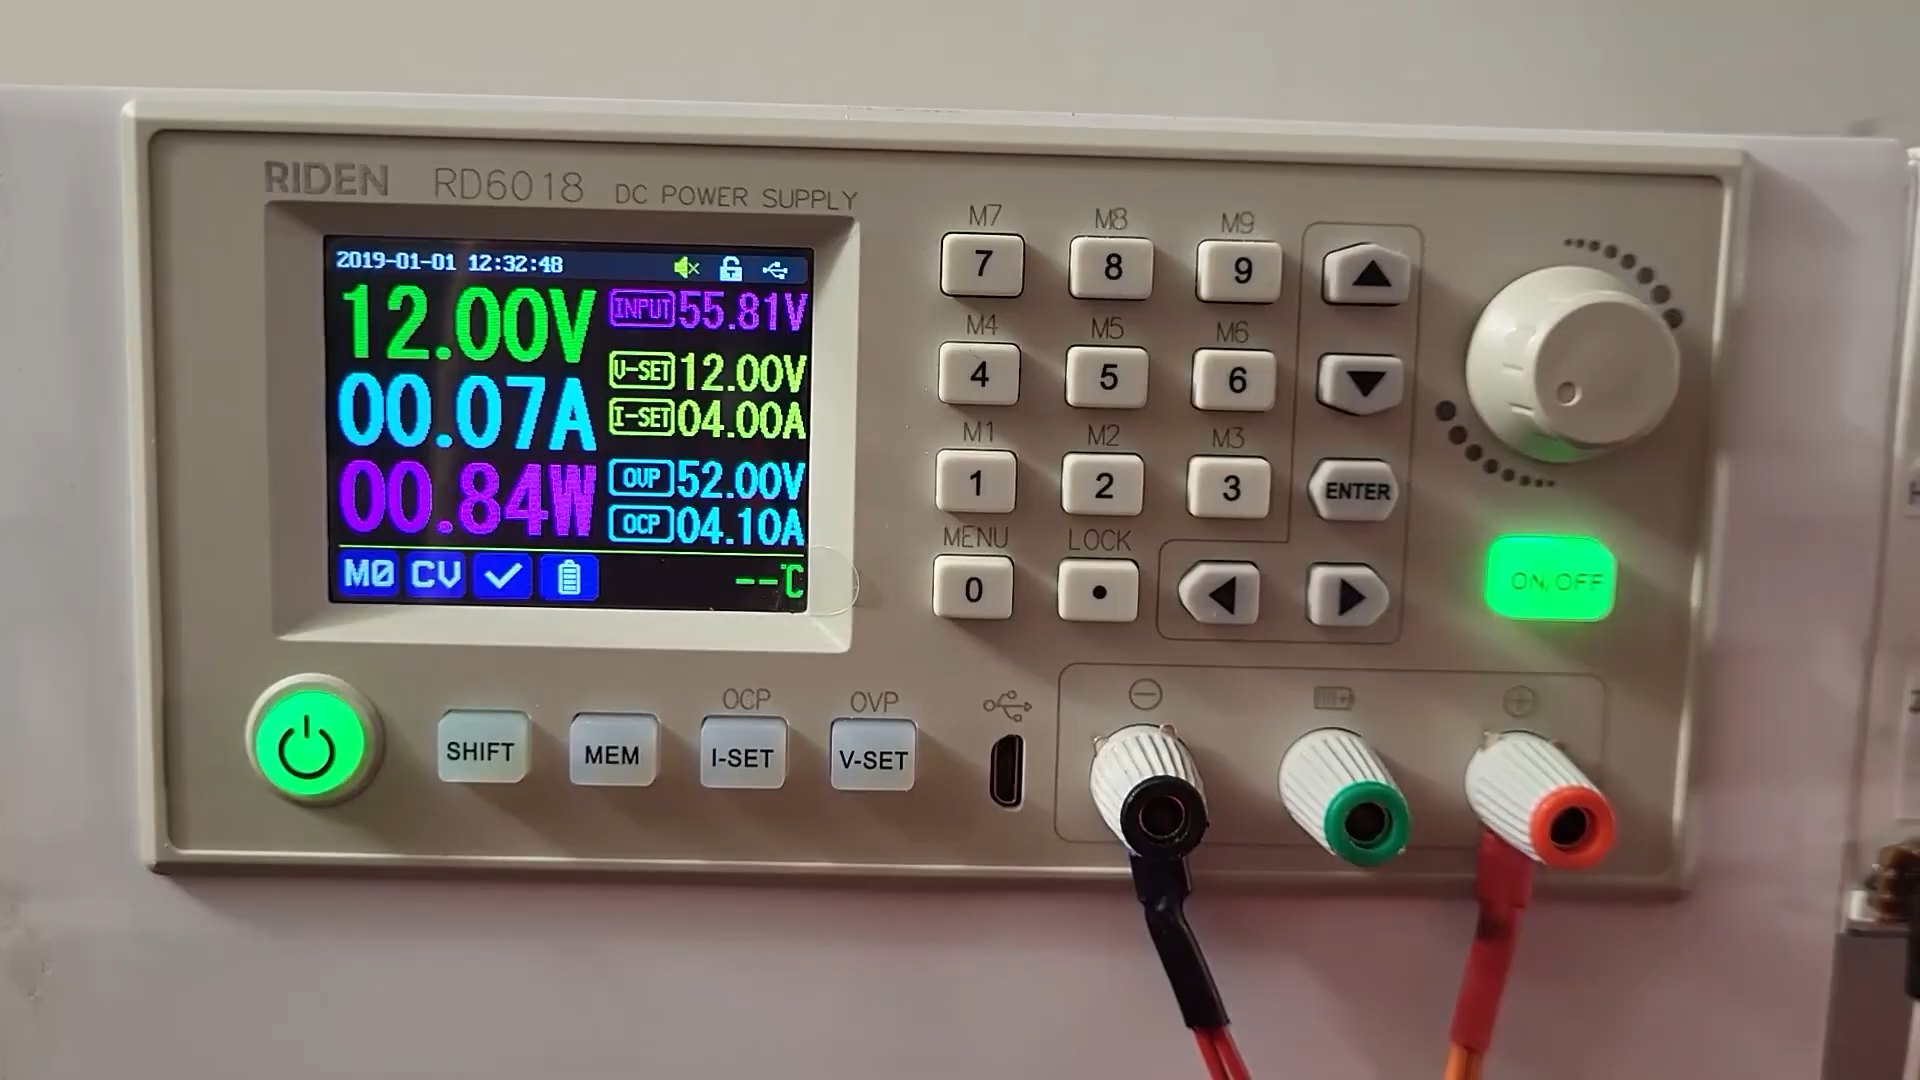 RIDEN RD6018 DC POWER SUPPLY
2019-01-01 12:32:48
12.00V
00.07A
00.84W
INPUT 55.81V
V-SET 12.00V
I-SET 04.00A
OVP 52.00V
OCP 04.10A
M0 CV --℃
M7 M8 M9
7 8 9
M4 M5 M6
4 5 6
M1 M2 M3
1 2 3 ENTER
MENU LOCK
0 •
ON/OFF
OCP OVP
SHIFT MEM I-SET V-SET